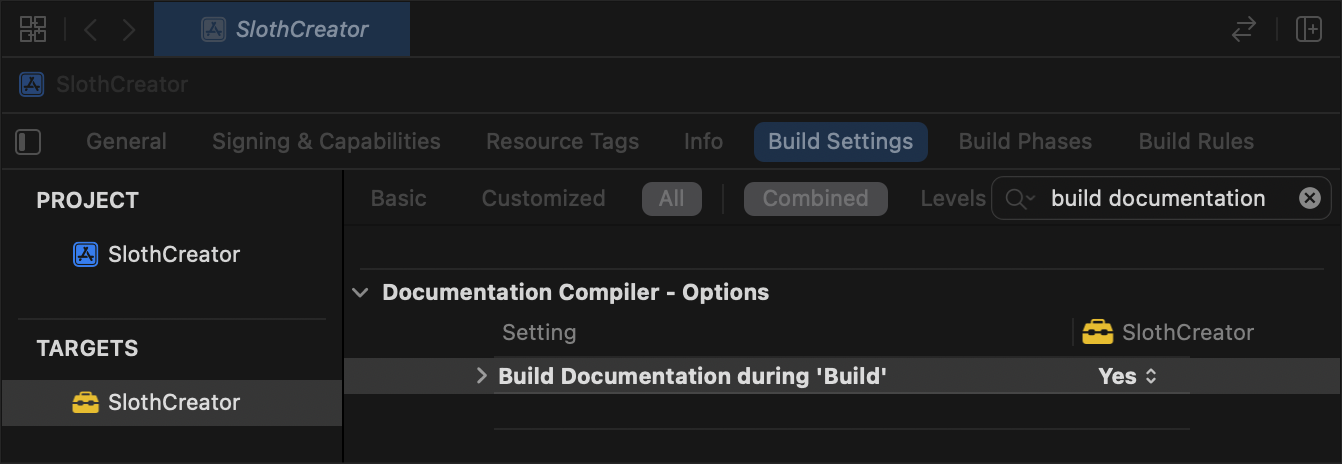 SlothCreator
SlothCreator
General Signing & Capabilities Resource Tags Info Build Settings Build Phases Build Rules
PROJECT
SlothCreator
TARGETS
SlothCreator
Basic Customized All Combined Levels build documentation
Documentation Compiler - Options
Setting SlothCreator
Build Documentation during 'Build' Yes